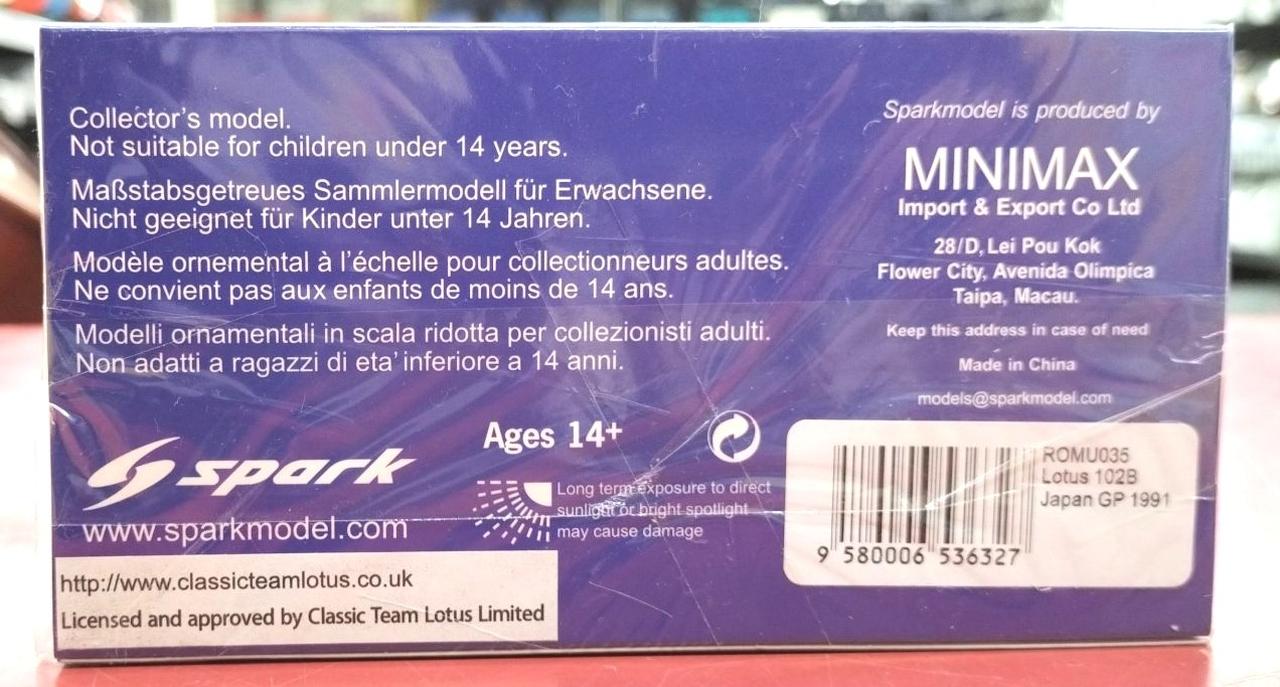 Collector's model.
Not suitable for children under 14 years.
Maßstabsgetreues Sammlermodell für Erwachsene.
Nicht geeignet für Kinder unter 14 Jahren.
Modèle ornemental à l'échelle pour collectionneurs adultes.
Ne convient pas aux enfants de moins de 14 ans.
Modelli ornamentali in scala ridotta per collezionisti adulti.
Non adatti a ragazzi di eta' inferiore a 14 anni.
Ages 14+
spark
www.sparkmodel.com
Long term exposure to direct
sunlight or bright spotlight
may cause damage
http://www.classicteamlotus.co.uk
Licensed and approved by Classic Team Lotus Limited
Sparkmodel is produced by
MINIMAX
Import & Export Co Ltd
28/D, Lei Pou Kok
Flower City, Avenida Olimpica
Taipa, Macau.
Keep this address in case of need
Made in China
models@sparkmodel.com
ROMU035
Lotus 102B
Japan GP 1991
9 580006 536327